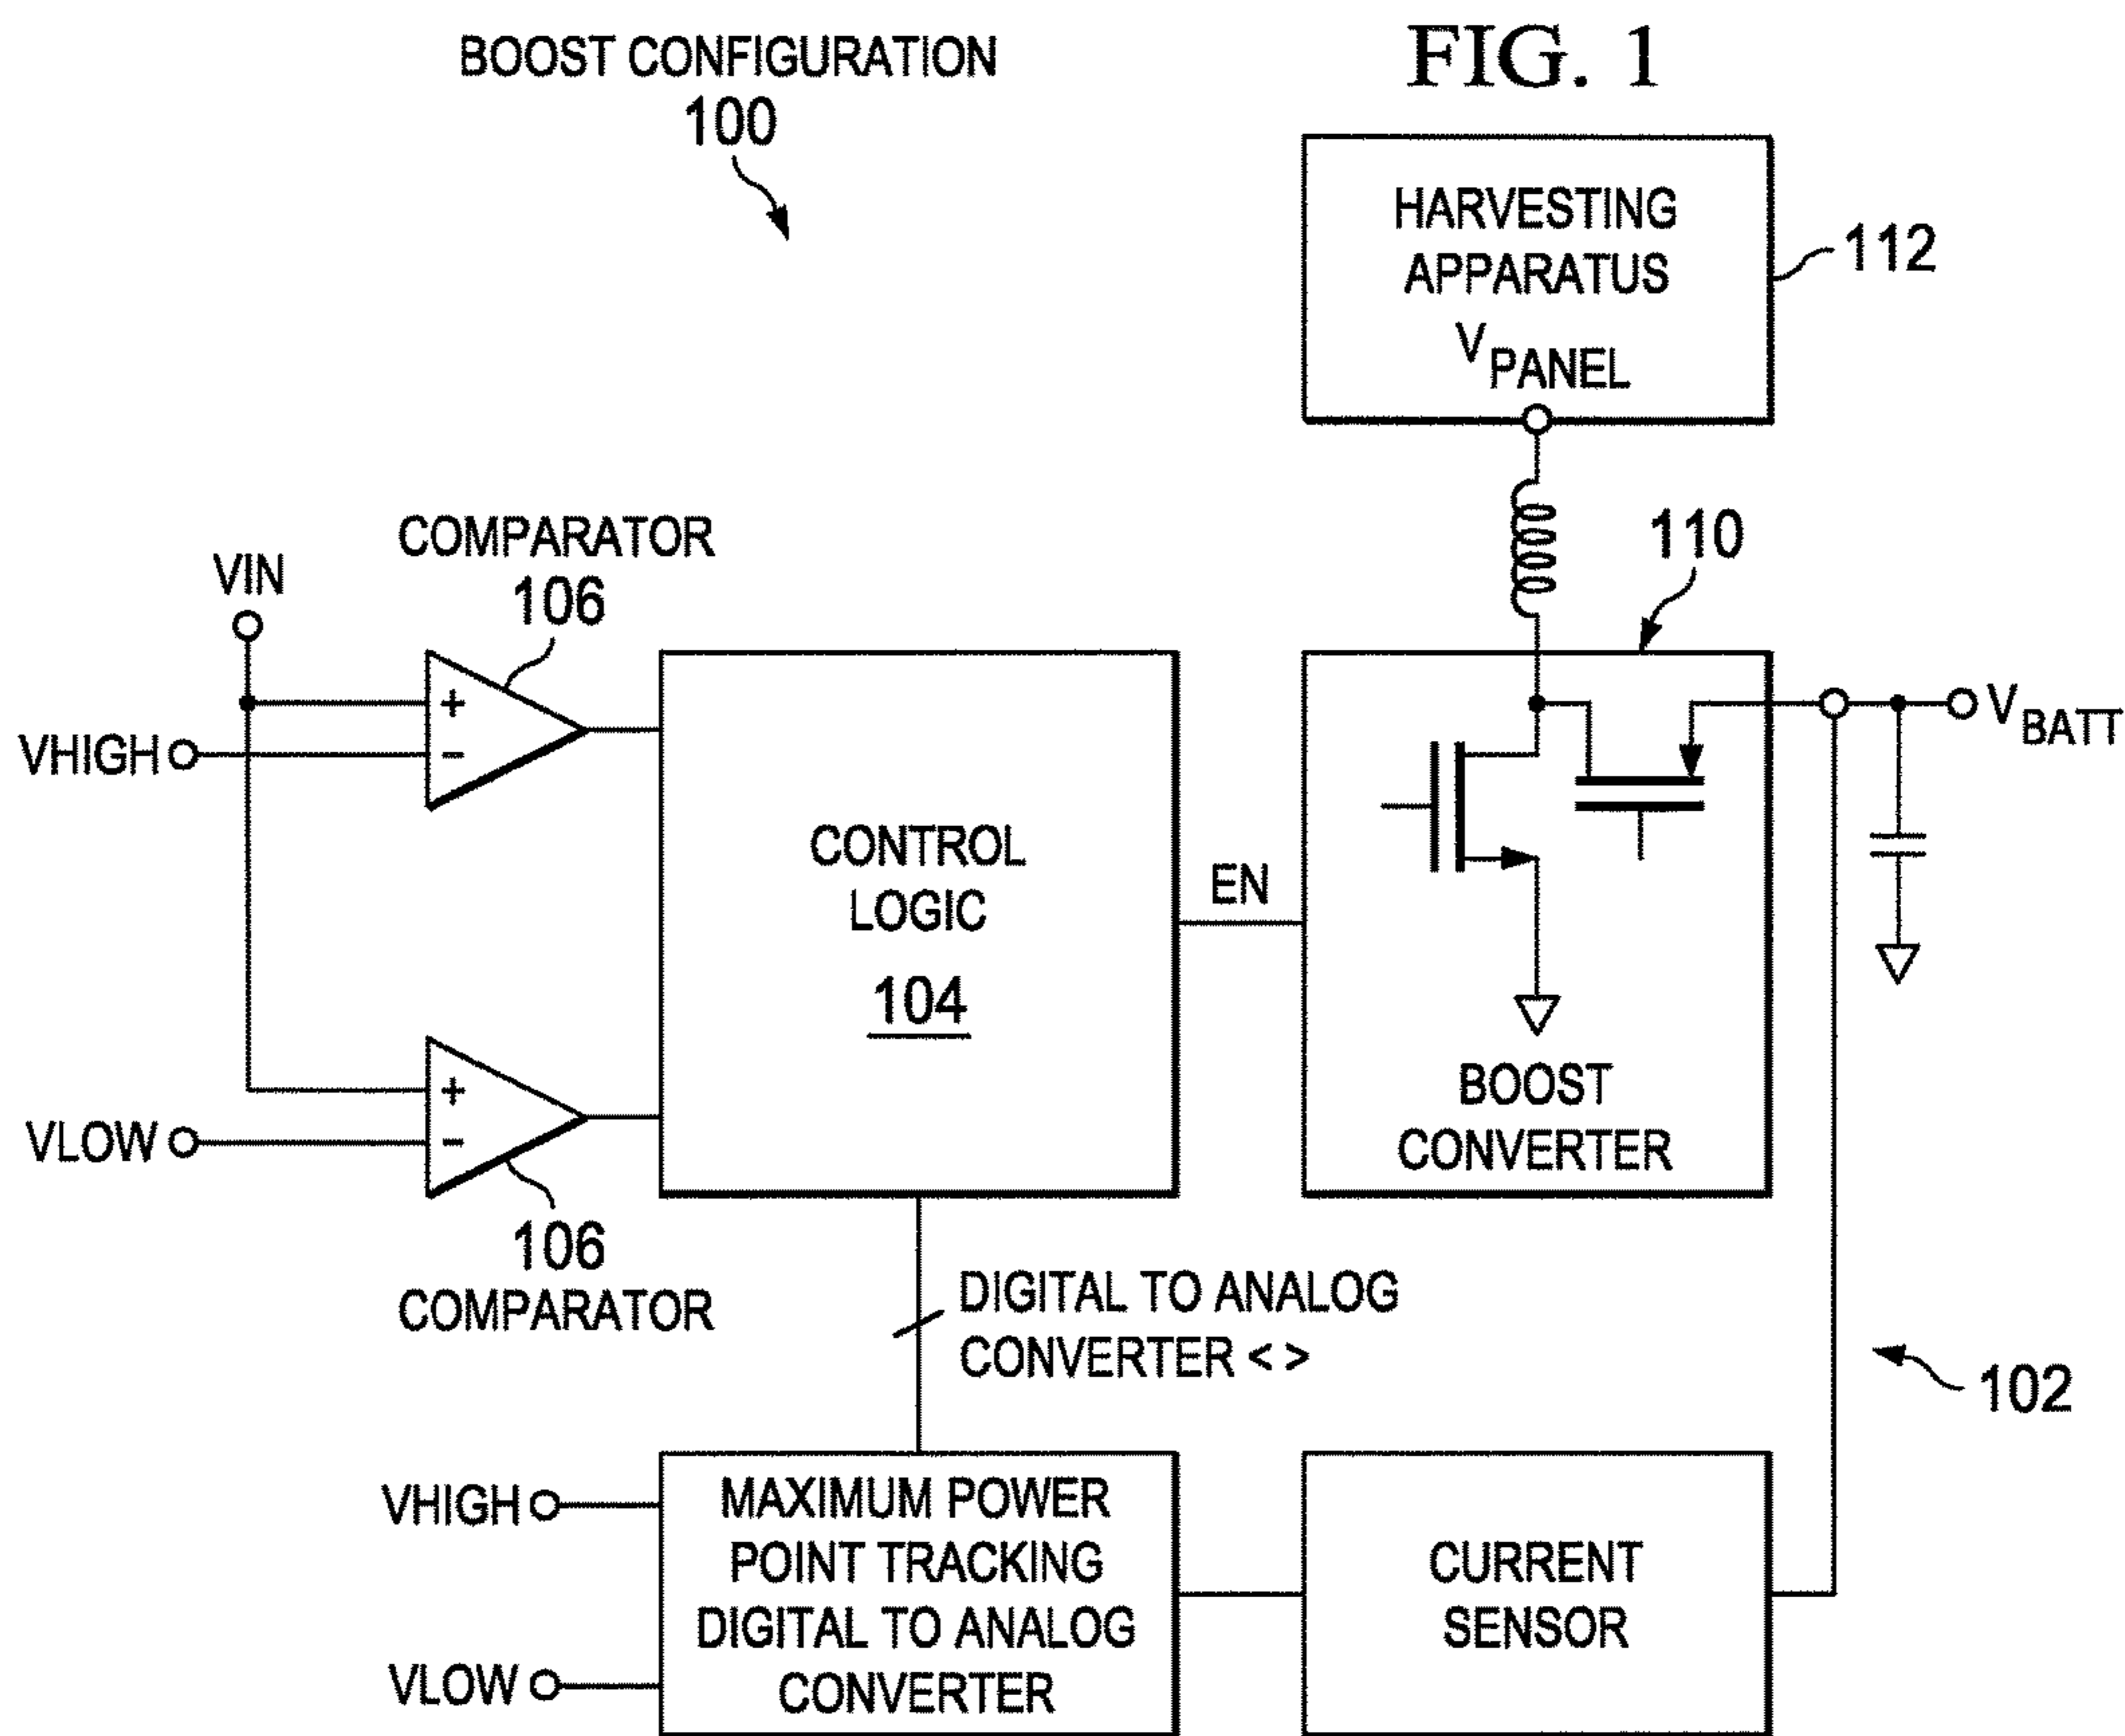 BOOST CONFIGURATION
100
FIG. 1
HARVESTING
APPARATUS
VPANEL
112
COMPARATOR
106
VIN
110
+
−
VHIGH
VBATT
CONTROL
LOGIC
104
EN
+
−
VLOW
BOOST
CONVERTER
106
COMPARATOR
DIGITAL TO ANALOG
CONVERTER < >
102
VHIGH
MAXIMUM POWER
POINT TRACKING
DIGITAL TO ANALOG
CONVERTER
VLOW
CURRENT
SENSOR